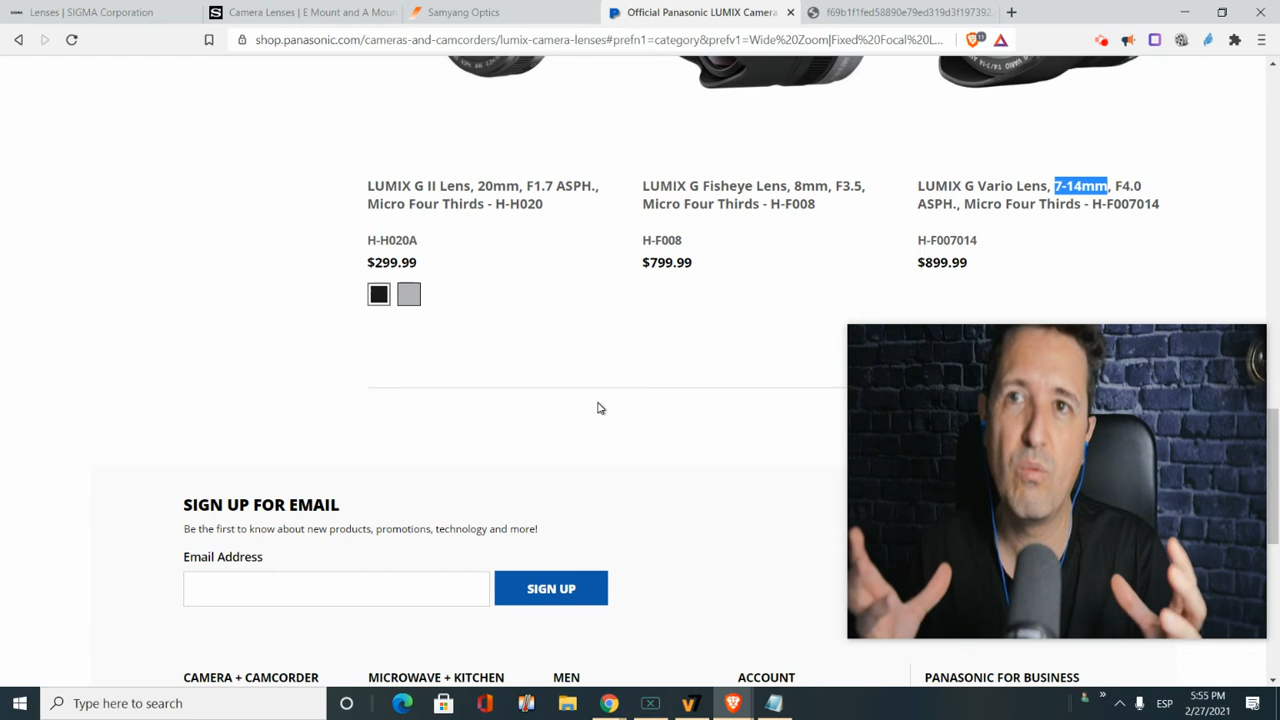 Lenses | SIGMA Corporation
Camera Lenses | E Mount and A Moun
Samyang Optics
Official Panasonic LUMIX Camera
f69b1f1fed58890e79ed319d3f197392
shop.panasonic.com/cameras-and-camcorders/lumix-camera-lenses#prefn1=category&prefv1=Wide%20Zoom|Fixed%20Focal%20L...
LUMIX G II Lens, 20mm, F1.7 ASPH.,
Micro Four Thirds - H-H020
H-H020A
$299.99
LUMIX G Fisheye Lens, 8mm, F3.5,
Micro Four Thirds - H-F008
H-F008
$799.99
LUMIX G Vario Lens, 7-14mm, F4.0
ASPH., Micro Four Thirds - H-F007014
H-F007014
$899.99
SIGN UP FOR EMAIL
Be the first to know about new products, promotions, technology and more!
Email Address
SIGN UP
CAMERA + CAMCORDER
MICROWAVE + KITCHEN
MEN
ACCOUNT
PANASONIC FOR BUSINESS
Type here to search
ESP
5:55 PM
2/27/2021